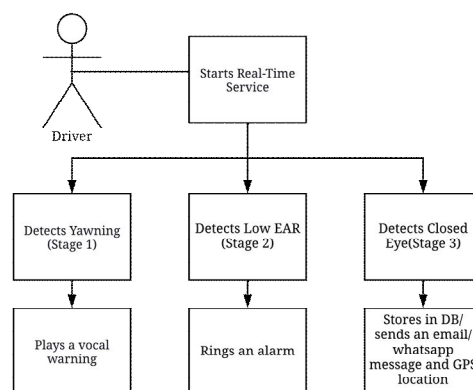 Starts Real-Time
Service
Driver
Detects Yawning
(Stage 1)
Detects Low EAR
(Stage 2)
Detects Closed
Eye(Stage 3)
Plays a vocal
warning
Rings an alarm
Stores in DB/
sends an email/
whatsapp
message and GPS
location